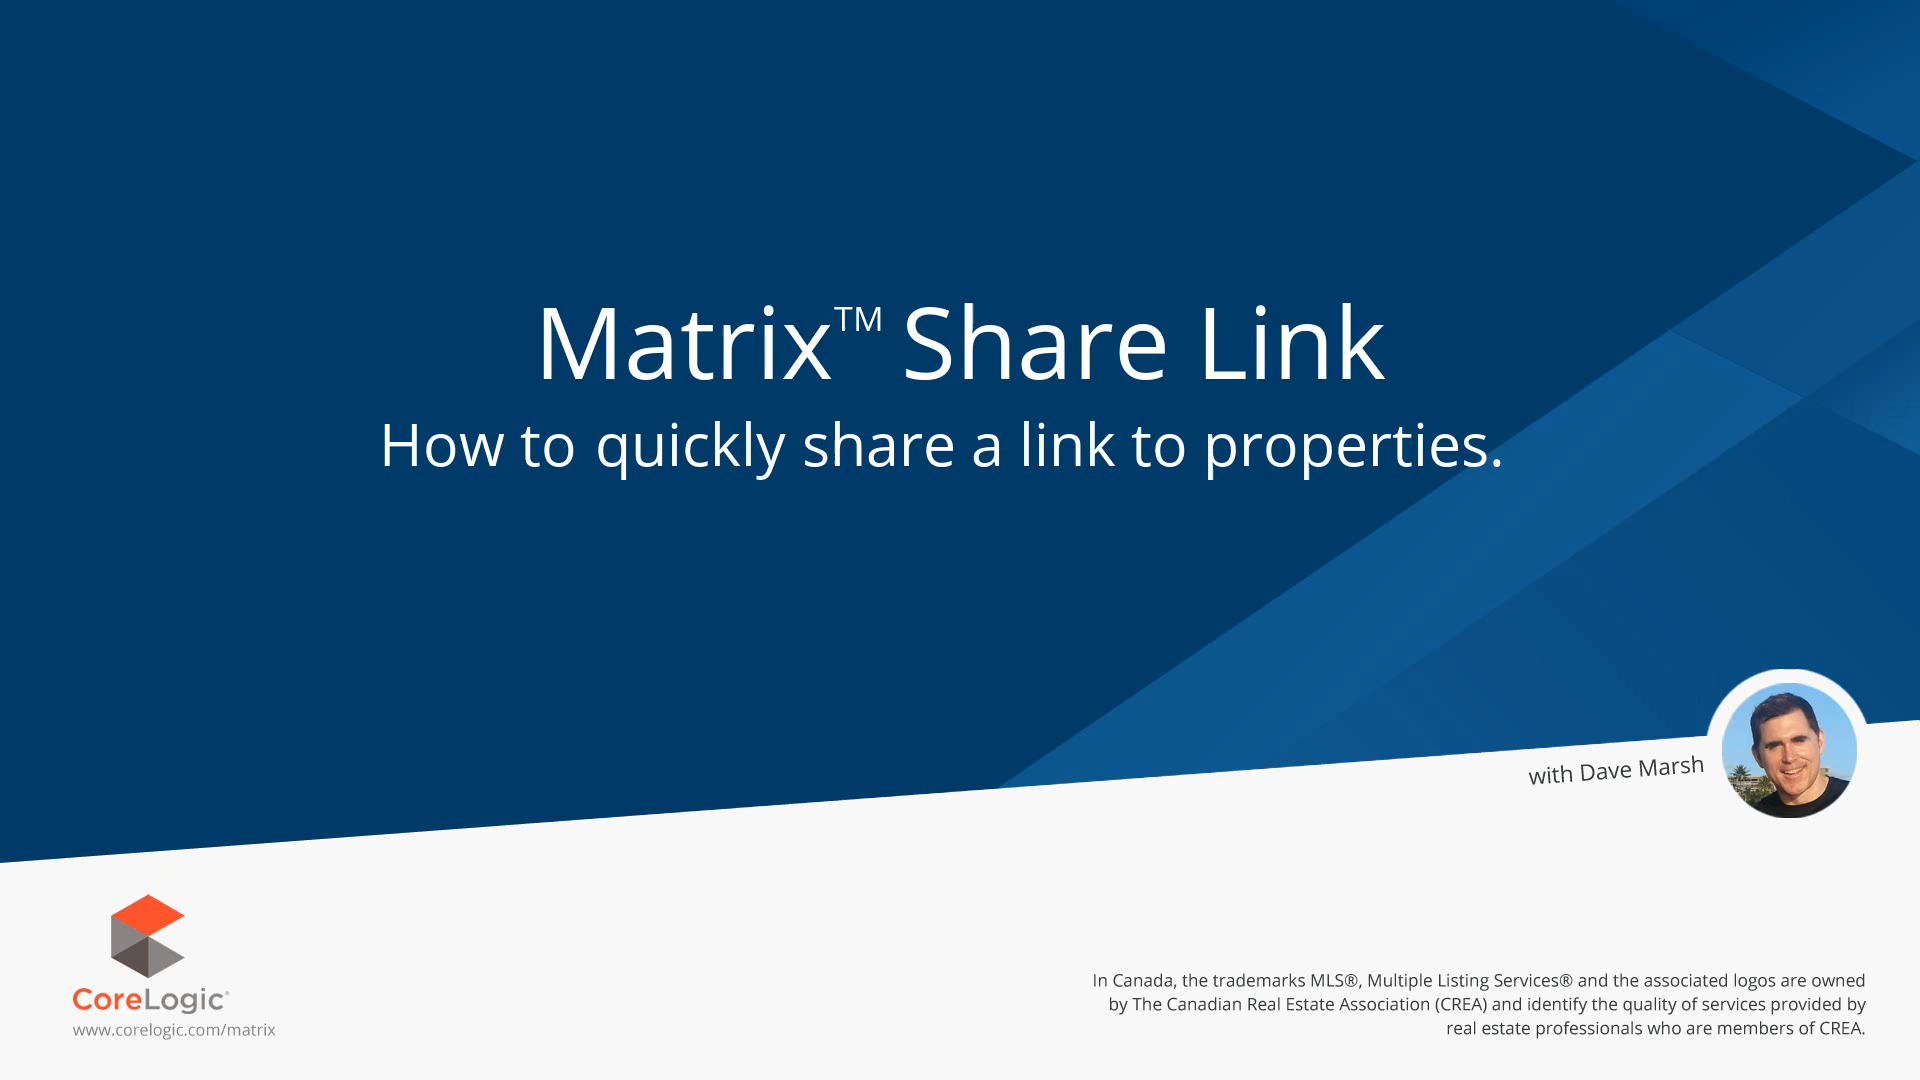 Matrix™ Share Link
How to quickly share a link to properties.
with Dave Marsh
CoreLogic®
www.corelogic.com/matrix
In Canada, the trademarks MLS®, Multiple Listing Services® and the associated logos are owned
by The Canadian Real Estate Association (CREA) and identify the quality of services provided by
real estate professionals who are members of CREA.